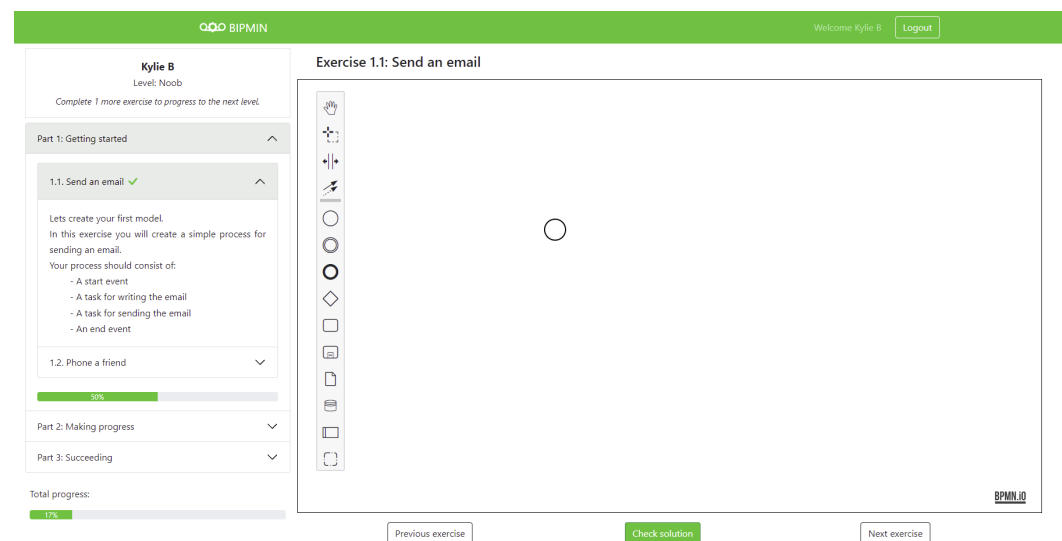 BIPMIN
Welcome Kylie B
Logout
Kylie B
Level: Noob
Complete 1 more exercise to progress to the next level.
Part 1: Getting started
1.1. Send an email
Lets create your first model.
In this exercise you will create a simple process for
sending an email.
Your process should consist of:
- A start event
- A task for writing the email
- A task for sending the email
- An end event
1.2. Phone a friend
50%
Part 2: Making progress
Part 3: Succeeding
Total progress:
17%
Exercise 1.1: Send an email
BPMN.iO
Previous exercise
Check solution
Next exercise